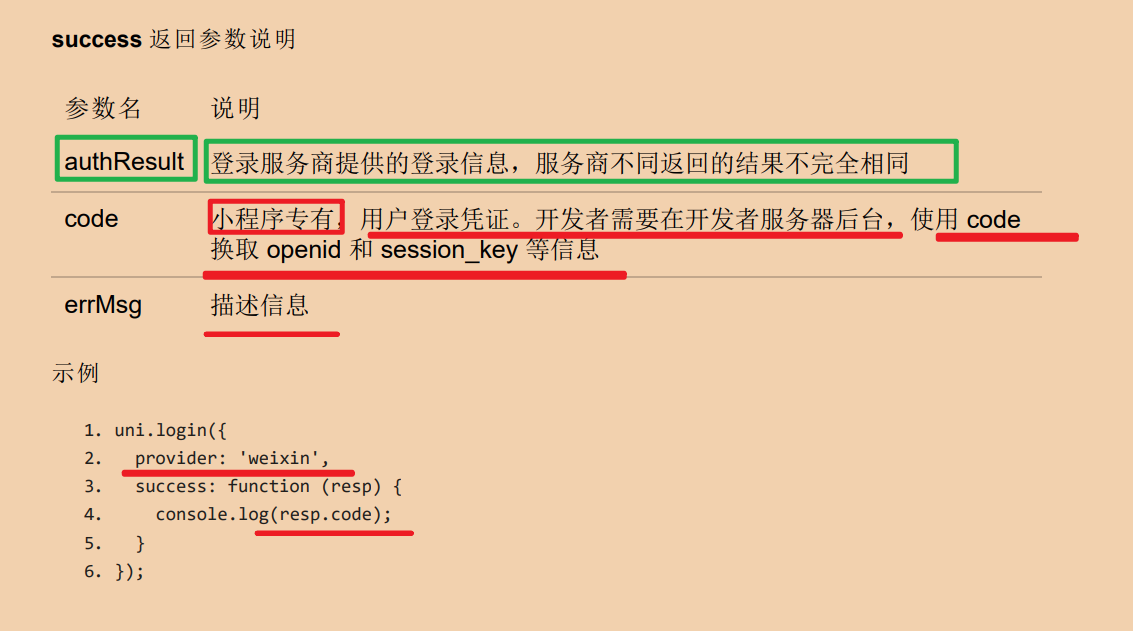 success 返回参数说明
参数名 说明
authResult 登录服务商提供的登录信息，服务商不同返回的结果不完全相同
code 小程序专有，用户登录凭证。开发者需要在开发者服务器后台，使用 code
换取 openid 和 session_key 等信息
errMsg 描述信息
示例
1. uni.login({
2. provider: 'weixin',
3. success: function (resp) {
4. console.log(resp.code);
5. }
6. });